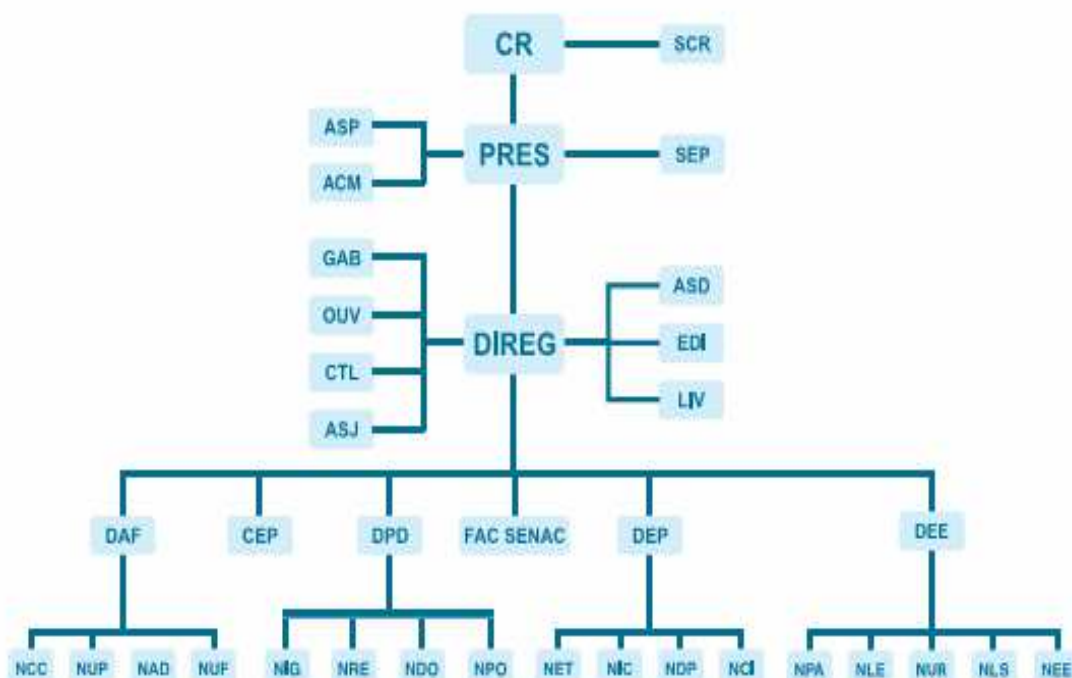 CR
SCR
ASP
PRES
SEP
ACM
GAB
ASD
OUV
DIREG
EDI
CTL
LIV
ASJ
DAF
CEP
DPD
FAC SENAC
DEP
DEE
NCC NUP NAD NUF NIG NRE NDO NPO NET NIC NDP NCI NPA NLE NUR NLS NEE